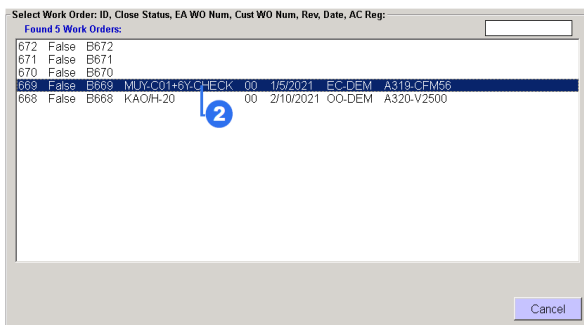 Select Work Order: ID, Close Status, EA WO Num, Cust WO Num, Rev, Date, AC Reg:
Found 5 Work Orders:
672 False B672
671 False B671
670 False B670
669 False B669 MUY-C01+6Y-CHECK 00 1/5/2021 EC-DEM A319-CFM56
668 False B668 KAO/H-20 00 2/10/2021 OO-DEM A320-V2500
2
Cancel